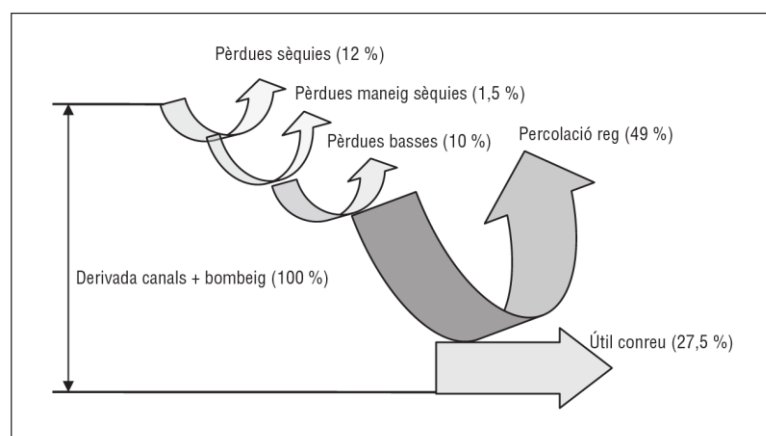 Pèrdues sèquies (12 %)
Pèrdues maneig sèquies (1,5 %)
Pèrdues basses (10 %)
Percolació reg (49 %)
Derivada canals + bombeig (100 %)
Útil conreu (27,5 %)